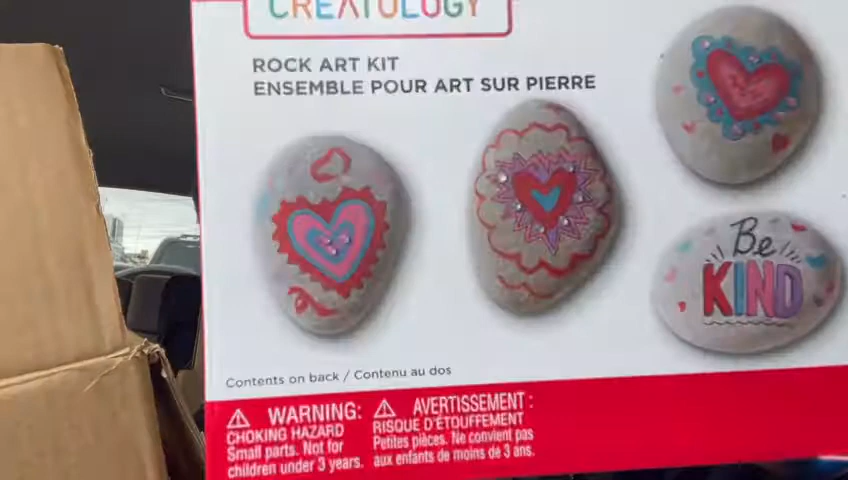 CREATOLOGY
ROCK ART KIT
ENSEMBLE POUR ART SUR PIERRE
Be
KIND
Contents on back / Contenu au dos
WARNING:
CHOKING HAZARD
Small parts. Not for
children under 3 years.
AVERTISSEMENT :
RISQUE D'ÉTOUFFEMENT
Petites pièces. Ne convient pas
aux enfants de moins de 3 ans.